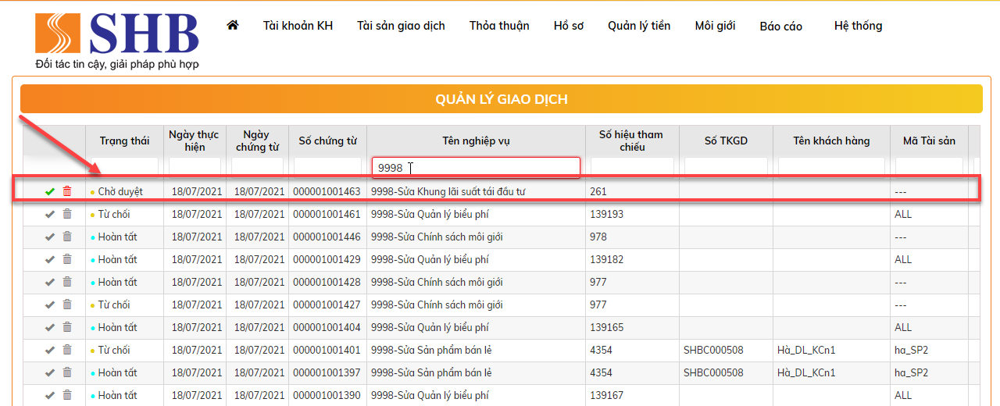 SHB
Đối tác tin cậy, giải pháp phù hợp
Tài khoản KH Tài sản giao dịch Thỏa thuận Hồ sơ Quản lý tiền Môi giới Báo cáo Hệ thống
QUẢN LÝ GIAO DỊCH
Trạng thái Ngày thực hiện Ngày chứng từ Số chứng từ Tên nghiệp vụ Số hiệu tham chiếu Số TKGD Tên khách hàng Mã Tài sản
9998
Chờ duyệt 18/07/2021 18/07/2021 000001001463 9998-Sửa Khung lãi suất tái đầu tư 261 ---
Từ chối 18/07/2021 18/07/2021 000001001461 9998-Sửa Quản lý biểu phí 139193 ALL
Hoàn tất 18/07/2021 18/07/2021 000001001446 9998-Sửa Chính sách môi giới 978 ---
Hoàn tất 18/07/2021 18/07/2021 000001001429 9998-Sửa Quản lý biểu phí 139182 ALL
Hoàn tất 18/07/2021 18/07/2021 000001001428 9998-Sửa Chính sách môi giới 977 ---
Từ chối 18/07/2021 18/07/2021 000001001427 9998-Sửa Chính sách môi giới 977 ---
Hoàn tất 18/07/2021 18/07/2021 000001001404 9998-Sửa Quản lý biểu phí 139165 ALL
Từ chối 18/07/2021 18/07/2021 000001001401 9998-Sửa Sản phẩm bán lẻ 4354 SHBC000508 Hà_DL_KCn1 ha_SP2
Hoàn tất 18/07/2021 18/07/2021 000001001397 9998-Sửa Sản phẩm bán lẻ 4354 SHBC000508 Hà_DL_KCn1 ha_SP2
Hoàn tất 18/07/2021 18/07/2021 000001001390 9998-Sửa Quản lý biểu phí 139167 ALL